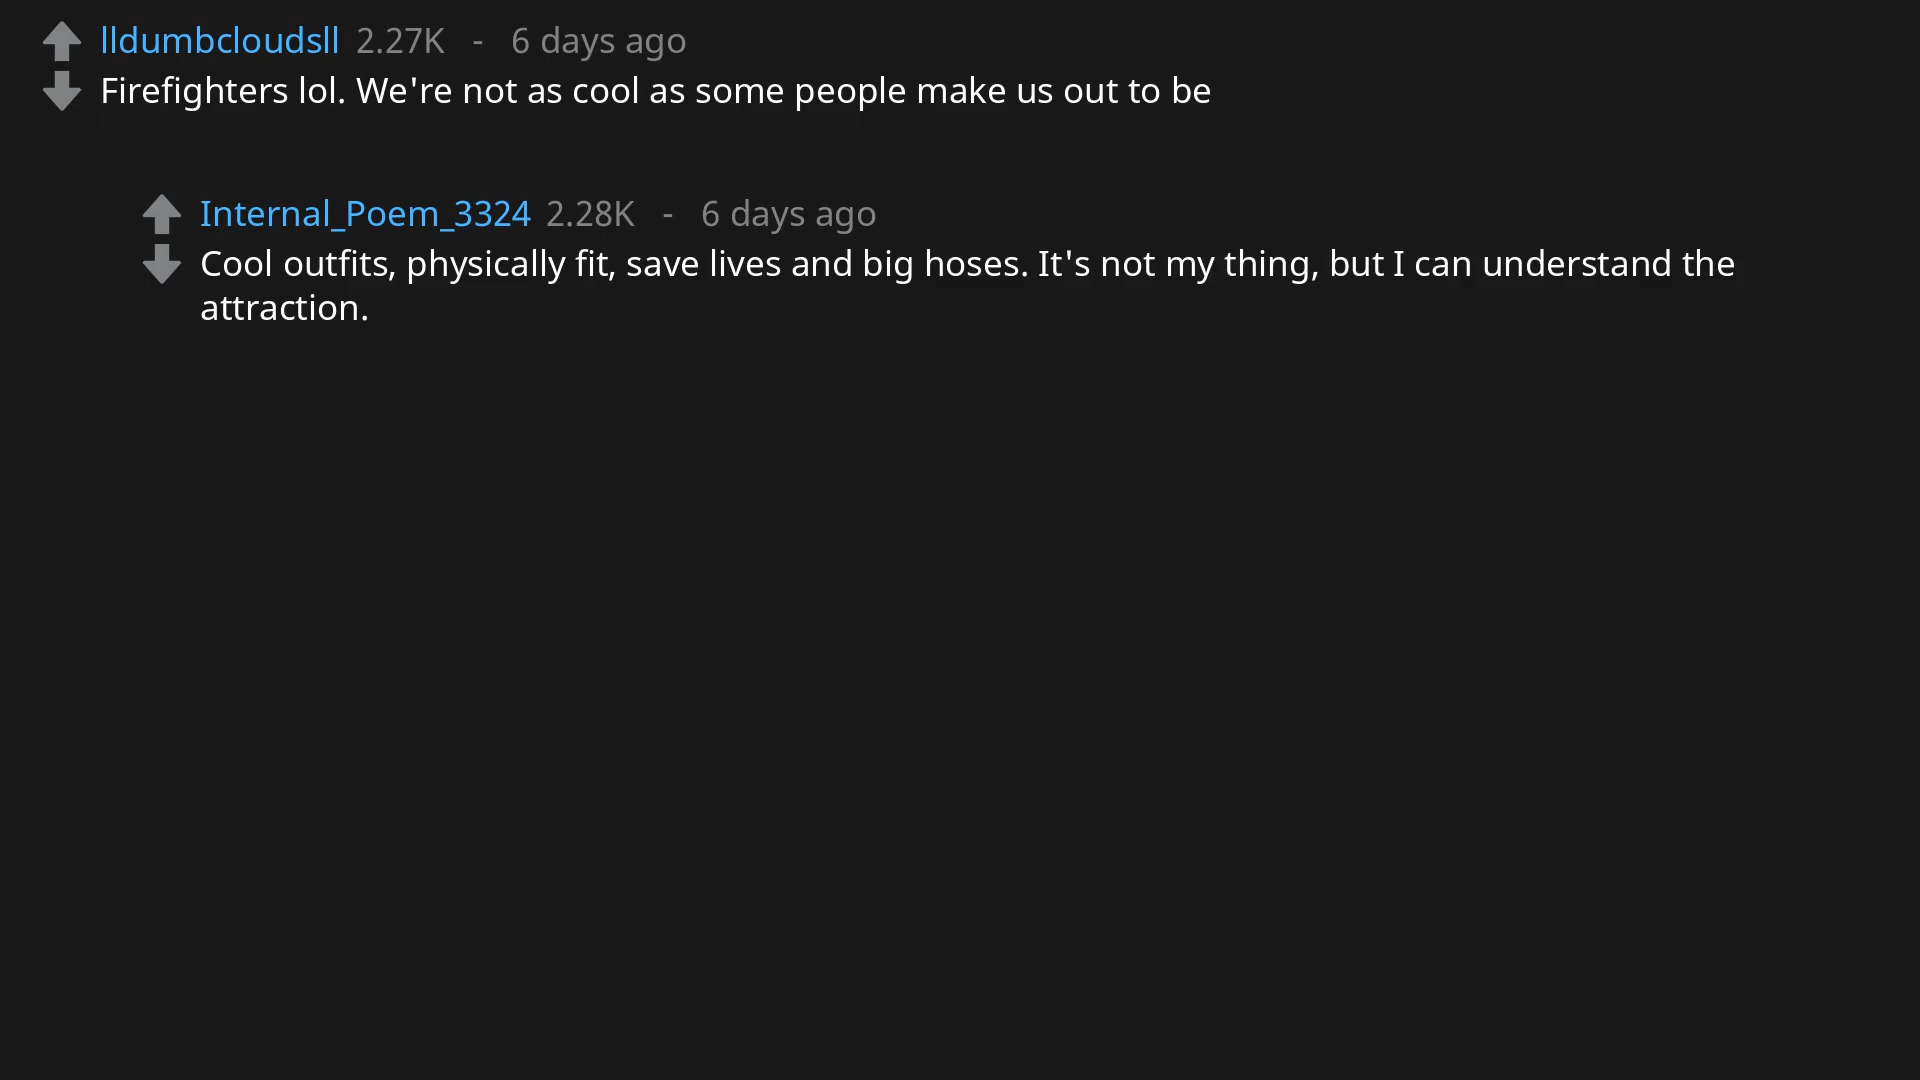 lldumbcloudsll 2.27K - 6 days ago
Firefighters lol. We're not as cool as some people make us out to be
Internal_Poem_3324 2.28K - 6 days ago
Cool outfits, physically fit, save lives and big hoses. It's not my thing, but I can understand the
attraction.